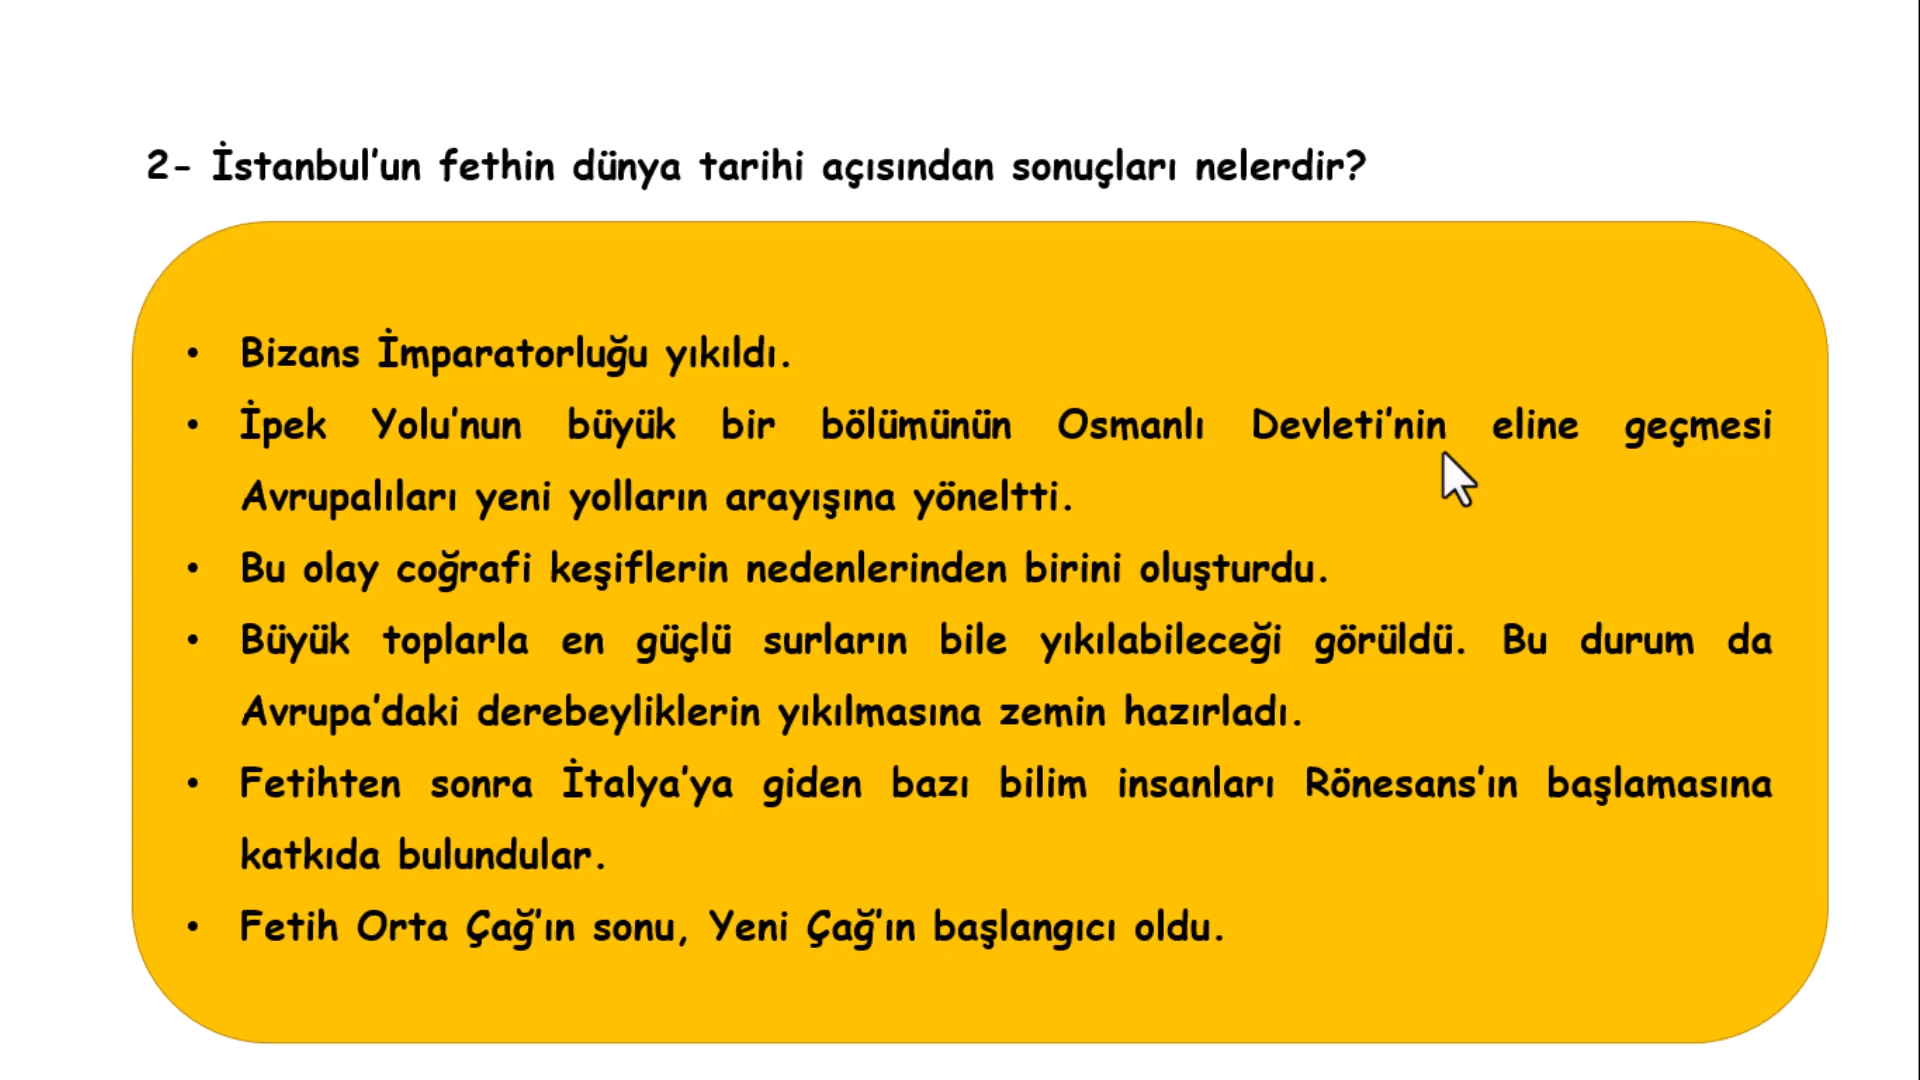 2- İstanbul’un fethin dünya tarihi açısından sonuçları nelerdir?
• Bizans İmparatorluğu yıkıldı.
• İpek Yolu’nun büyük bir bölümünün Osmanlı Devleti’nin eline geçmesi
Avrupalıları yeni yolların arayışına yöneltti.
• Bu olay coğrafi keşiflerin nedenlerinden birini oluşturdu.
• Büyük toplarla en güçlü surların bile yıkılabileceği görüldü. Bu durum da
Avrupa’daki derebeyliklerin yıkılmasına zemin hazırladı.
• Fetihten sonra İtalya’ya giden bazı bilim insanları Rönesans’ın başlamasına
katkıda bulundular.
• Fetih Orta Çağ’ın sonu, Yeni Çağ’ın başlangıcı oldu.